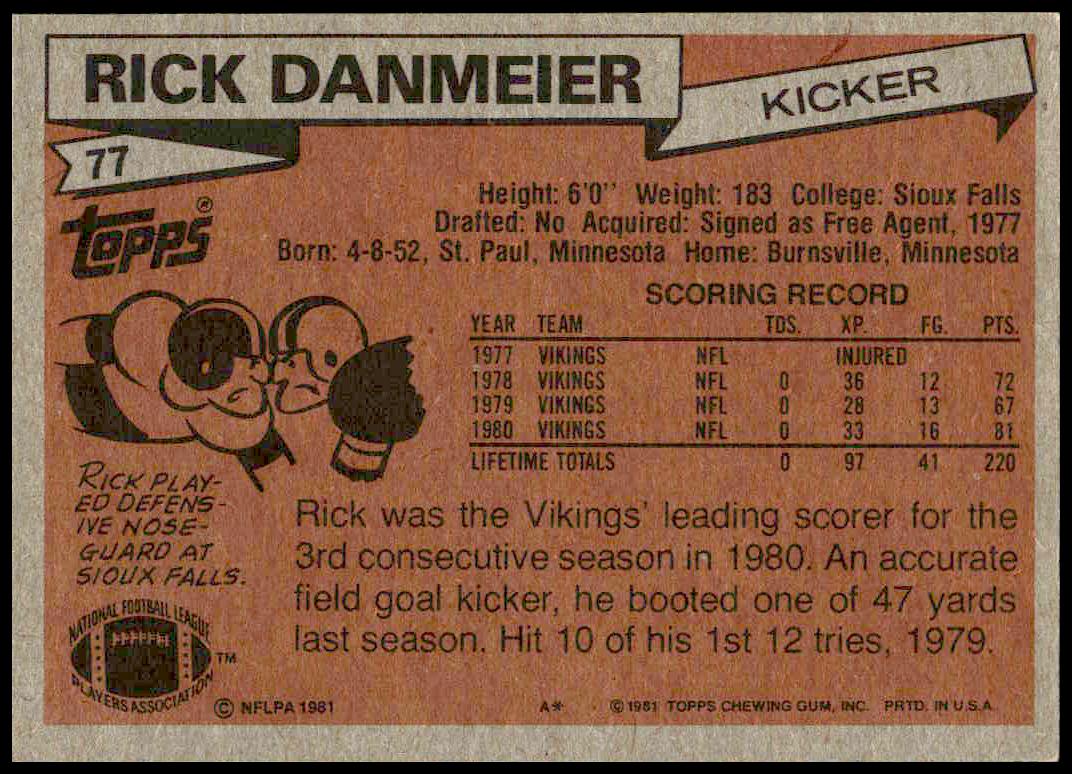 RICK DANMEIER
KICKER
77
TOPPS®
Height: 6'0" Weight: 183 College: Sioux Falls
Drafted: No Acquired: Signed as Free Agent, 1977
Born: 4-8-52, St. Paul, Minnesota Home: Burnsville, Minnesota
SCORING RECORD
YEAR TEAM TDS. XP. FG. PTS.
1977 VIKINGS NFL INJURED
1978 VIKINGS NFL 0 36 12 72
1979 VIKINGS NFL 0 28 13 67
1980 VIKINGS NFL 0 33 16 81
LIFETIME TOTALS 0 97 41 220
RICK PLAY-
ED DEFENS-
IVE NOSE-
GUARD AT
SIOUX FALLS.
Rick was the Vikings' leading scorer for the
3rd consecutive season in 1980. An accurate
field goal kicker, he booted one of 47 yards
last season. Hit 10 of his 1st 12 tries, 1979.
NATIONAL FOOTBALL LEAGUE
NFLPA
PLAYERS ASSOCIATION
TM
© NFLPA 1981
A*
© 1981 TOPPS CHEWING GUM, INC. PRTD. IN U.S.A.